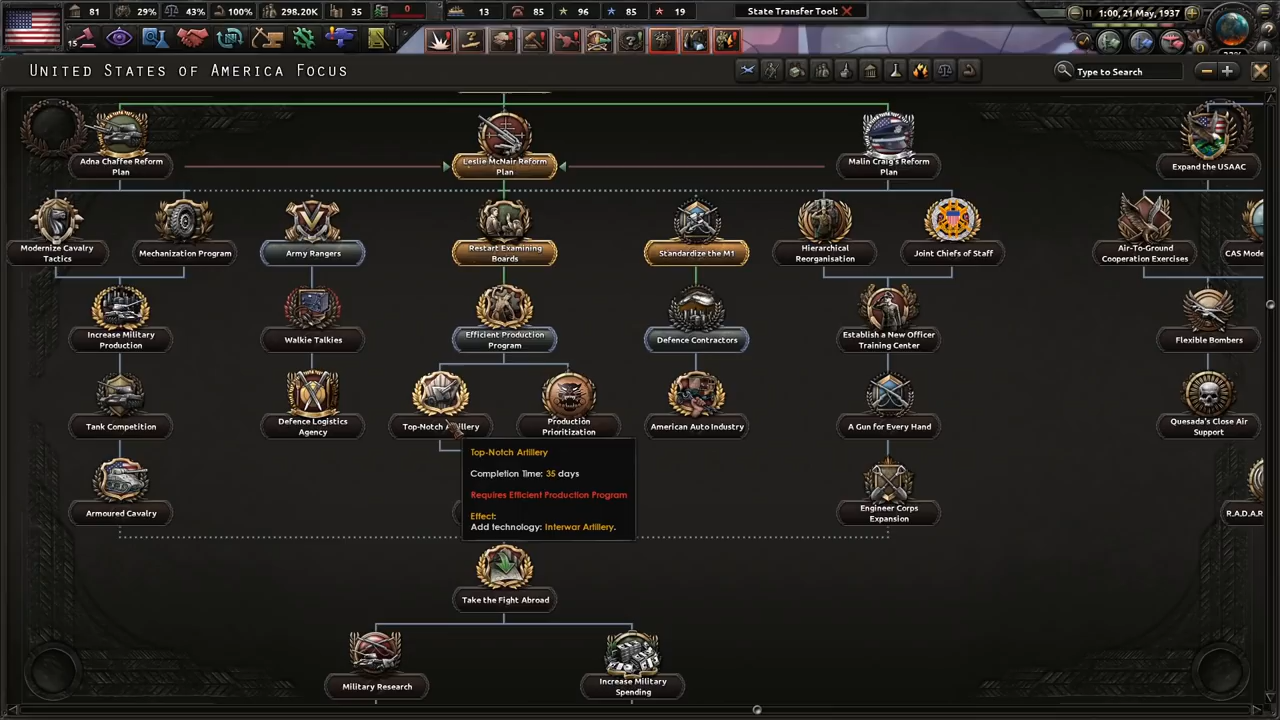 81 29% 43% 100% 298.20K 35 0 13 85 96 85 19 State Transfer Tool: 1:00, 21 May, 1937
15
UNITED STATES OF AMERICA FOCUS
Type to Search
Adna Chaffee Reform
Plan
Leslie McNair Reform
Plan
Malin Craig's Reform
Plan
Expand the USAAC
Modernize Cavalry
Tactics
Mechanization Program
Army Rangers
Restart Examining
Boards
Standardize the M1
Hierarchical
Reorganisation
Joint Chiefs of Staff
Air-To-Ground
Cooperation Exercises
CAS Mode
Increase Military
Production
Walkie Talkies
Efficient Production
Program
Defence Contractors
Establish a New Officer
Training Center
Flexible Bombers
Tank Competition
Defence Logistics
Agency
Top-Notch Artillery
Production
Prioritization
American Auto Industry
A Gun for Every Hand
Quesada's Close Air
Support
Top-Notch Artillery
Completion Time: 35 days
Requires Efficient Production Program
Effect:
Add technology: Interwar Artillery.
Armoured Cavalry
Engineer Corps
Expansion
R.A.D.A.R
Take the Fight Abroad
Military Research
Increase Military
Spending